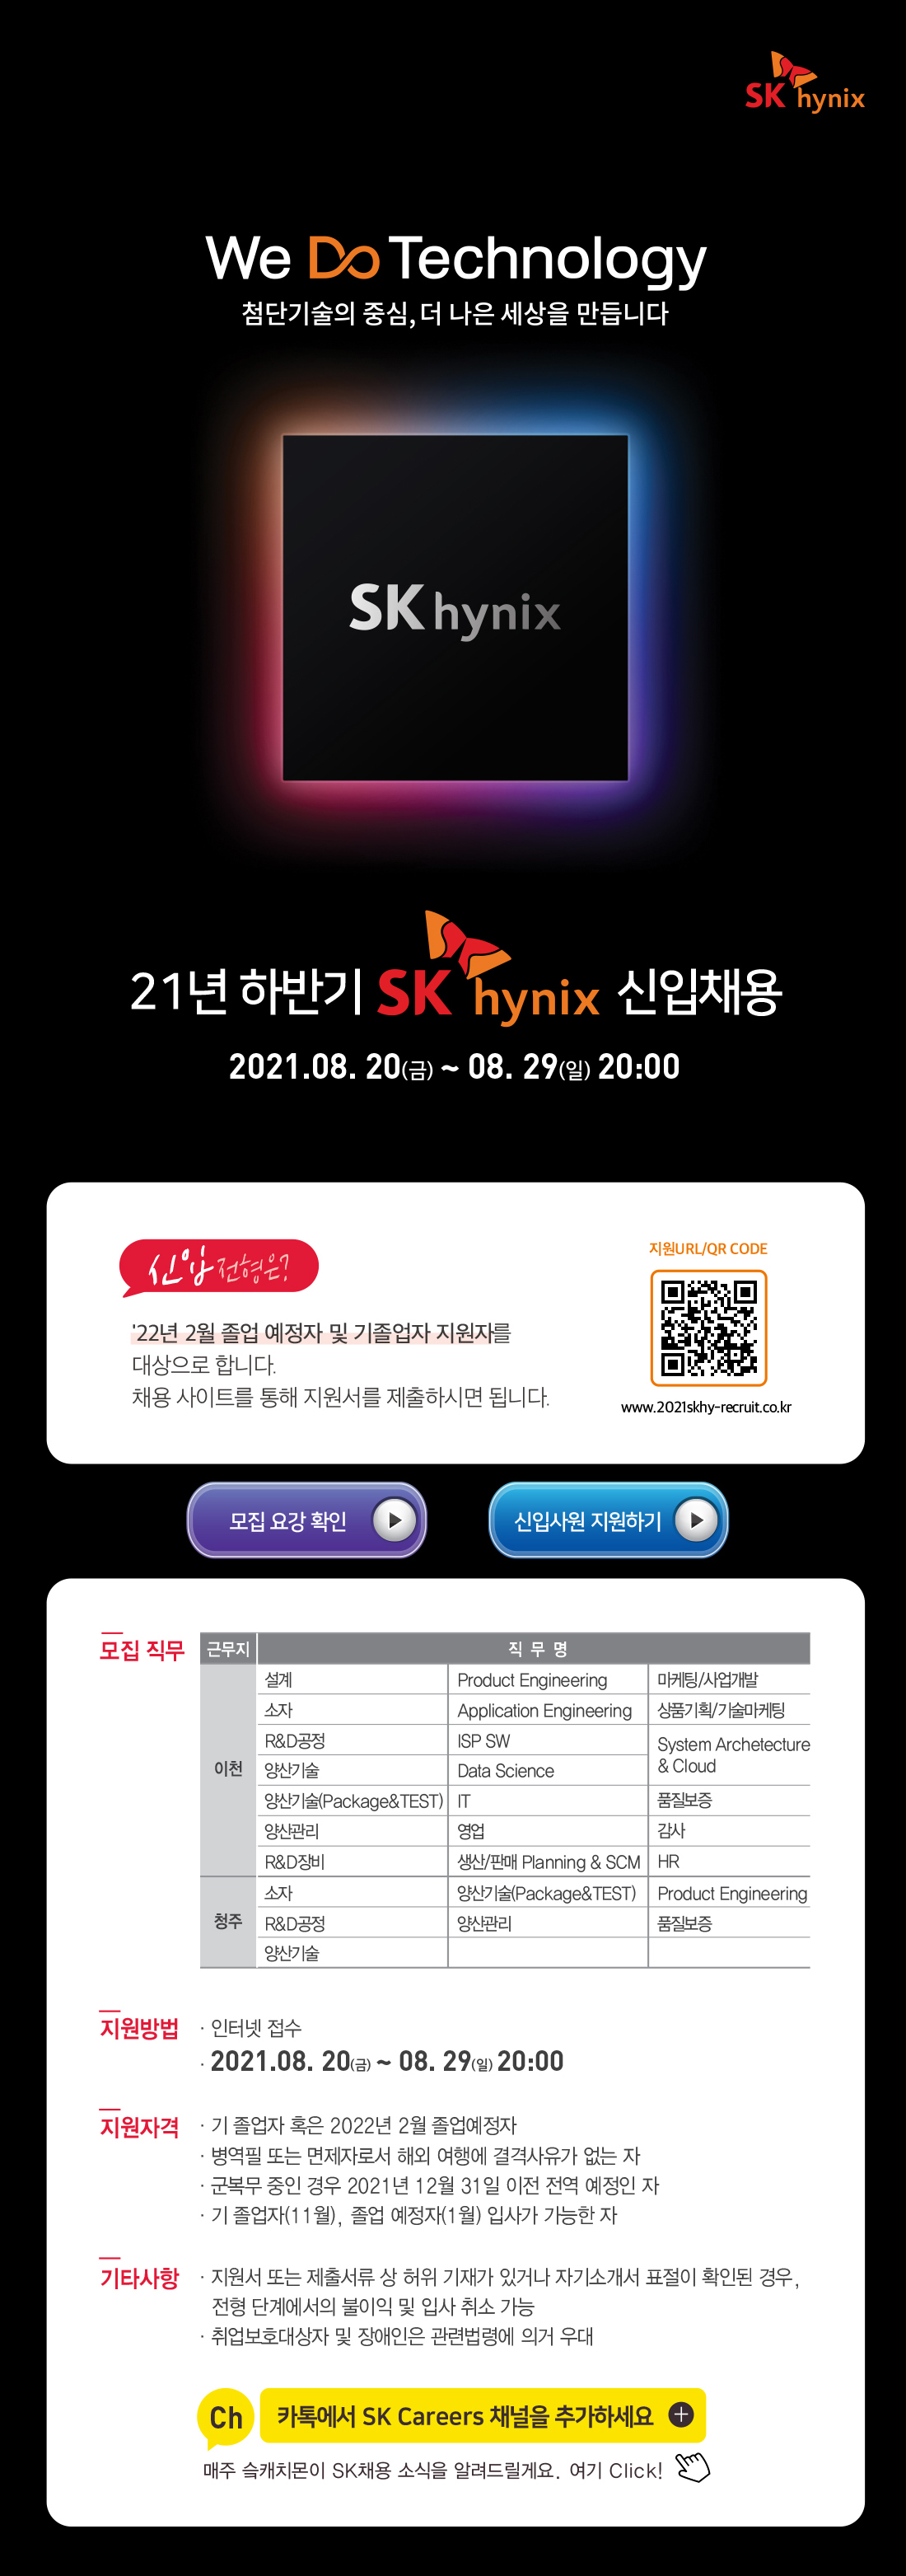 SK hynix
We Do Technology
첨단기술의 중심, 더 나은 세상을 만듭니다
SK hynix
21년 하반기 SK hynix 신입채용
2021.08. 20(금) ~ 08. 29(일) 20:00
신입 전형은?
'22년 2월 졸업 예정자 및 기졸업자 지원자를
대상으로 합니다.
채용 사이트를 통해 지원서를 제출하시면 됩니다.
지원URL/QR CODE
www.2021skhy-recruit.co.kr
모집 요강 확인
신입사원 지원하기
모집 직무
근무지 직 무 명
이천
설계 Product Engineering 마케팅/사업개발
소자 Application Engineering 상품기획/기술마케팅
R&D공정 ISP SW System Archetecture
양산기술 Data Science & Cloud
양산기술(Package&TEST) IT 품질보증
양산관리 영업 감사
R&D장비 생산/판매 Planning & SCM HR
청주
소자 양산기술(Package&TEST) Product Engineering
R&D공정 양산관리 품질보증
양산기술
지원방법
· 인터넷 접수
· 2021.08. 20(금) ~ 08. 29(일) 20:00
지원자격
· 기 졸업자 혹은 2022년 2월 졸업예정자
· 병역필 또는 면제자로서 해외 여행에 결격사유가 없는 자
· 군복무 중인 경우 2021년 12월 31일 이전 전역 예정인 자
· 기 졸업자(11월), 졸업 예정자(1월) 입사가 가능한 자
기타사항
· 지원서 또는 제출서류 상 허위 기재가 있거나 자기소개서 표절이 확인된 경우,
전형 단계에서의 불이익 및 입사 취소 가능
· 취업보호대상자 및 장애인은 관련법령에 의거 우대
Ch
카톡에서 SK Careers 채널을 추가하세요
매주 슼캐치몬이 SK채용 소식을 알려드릴게요. 여기 Click!